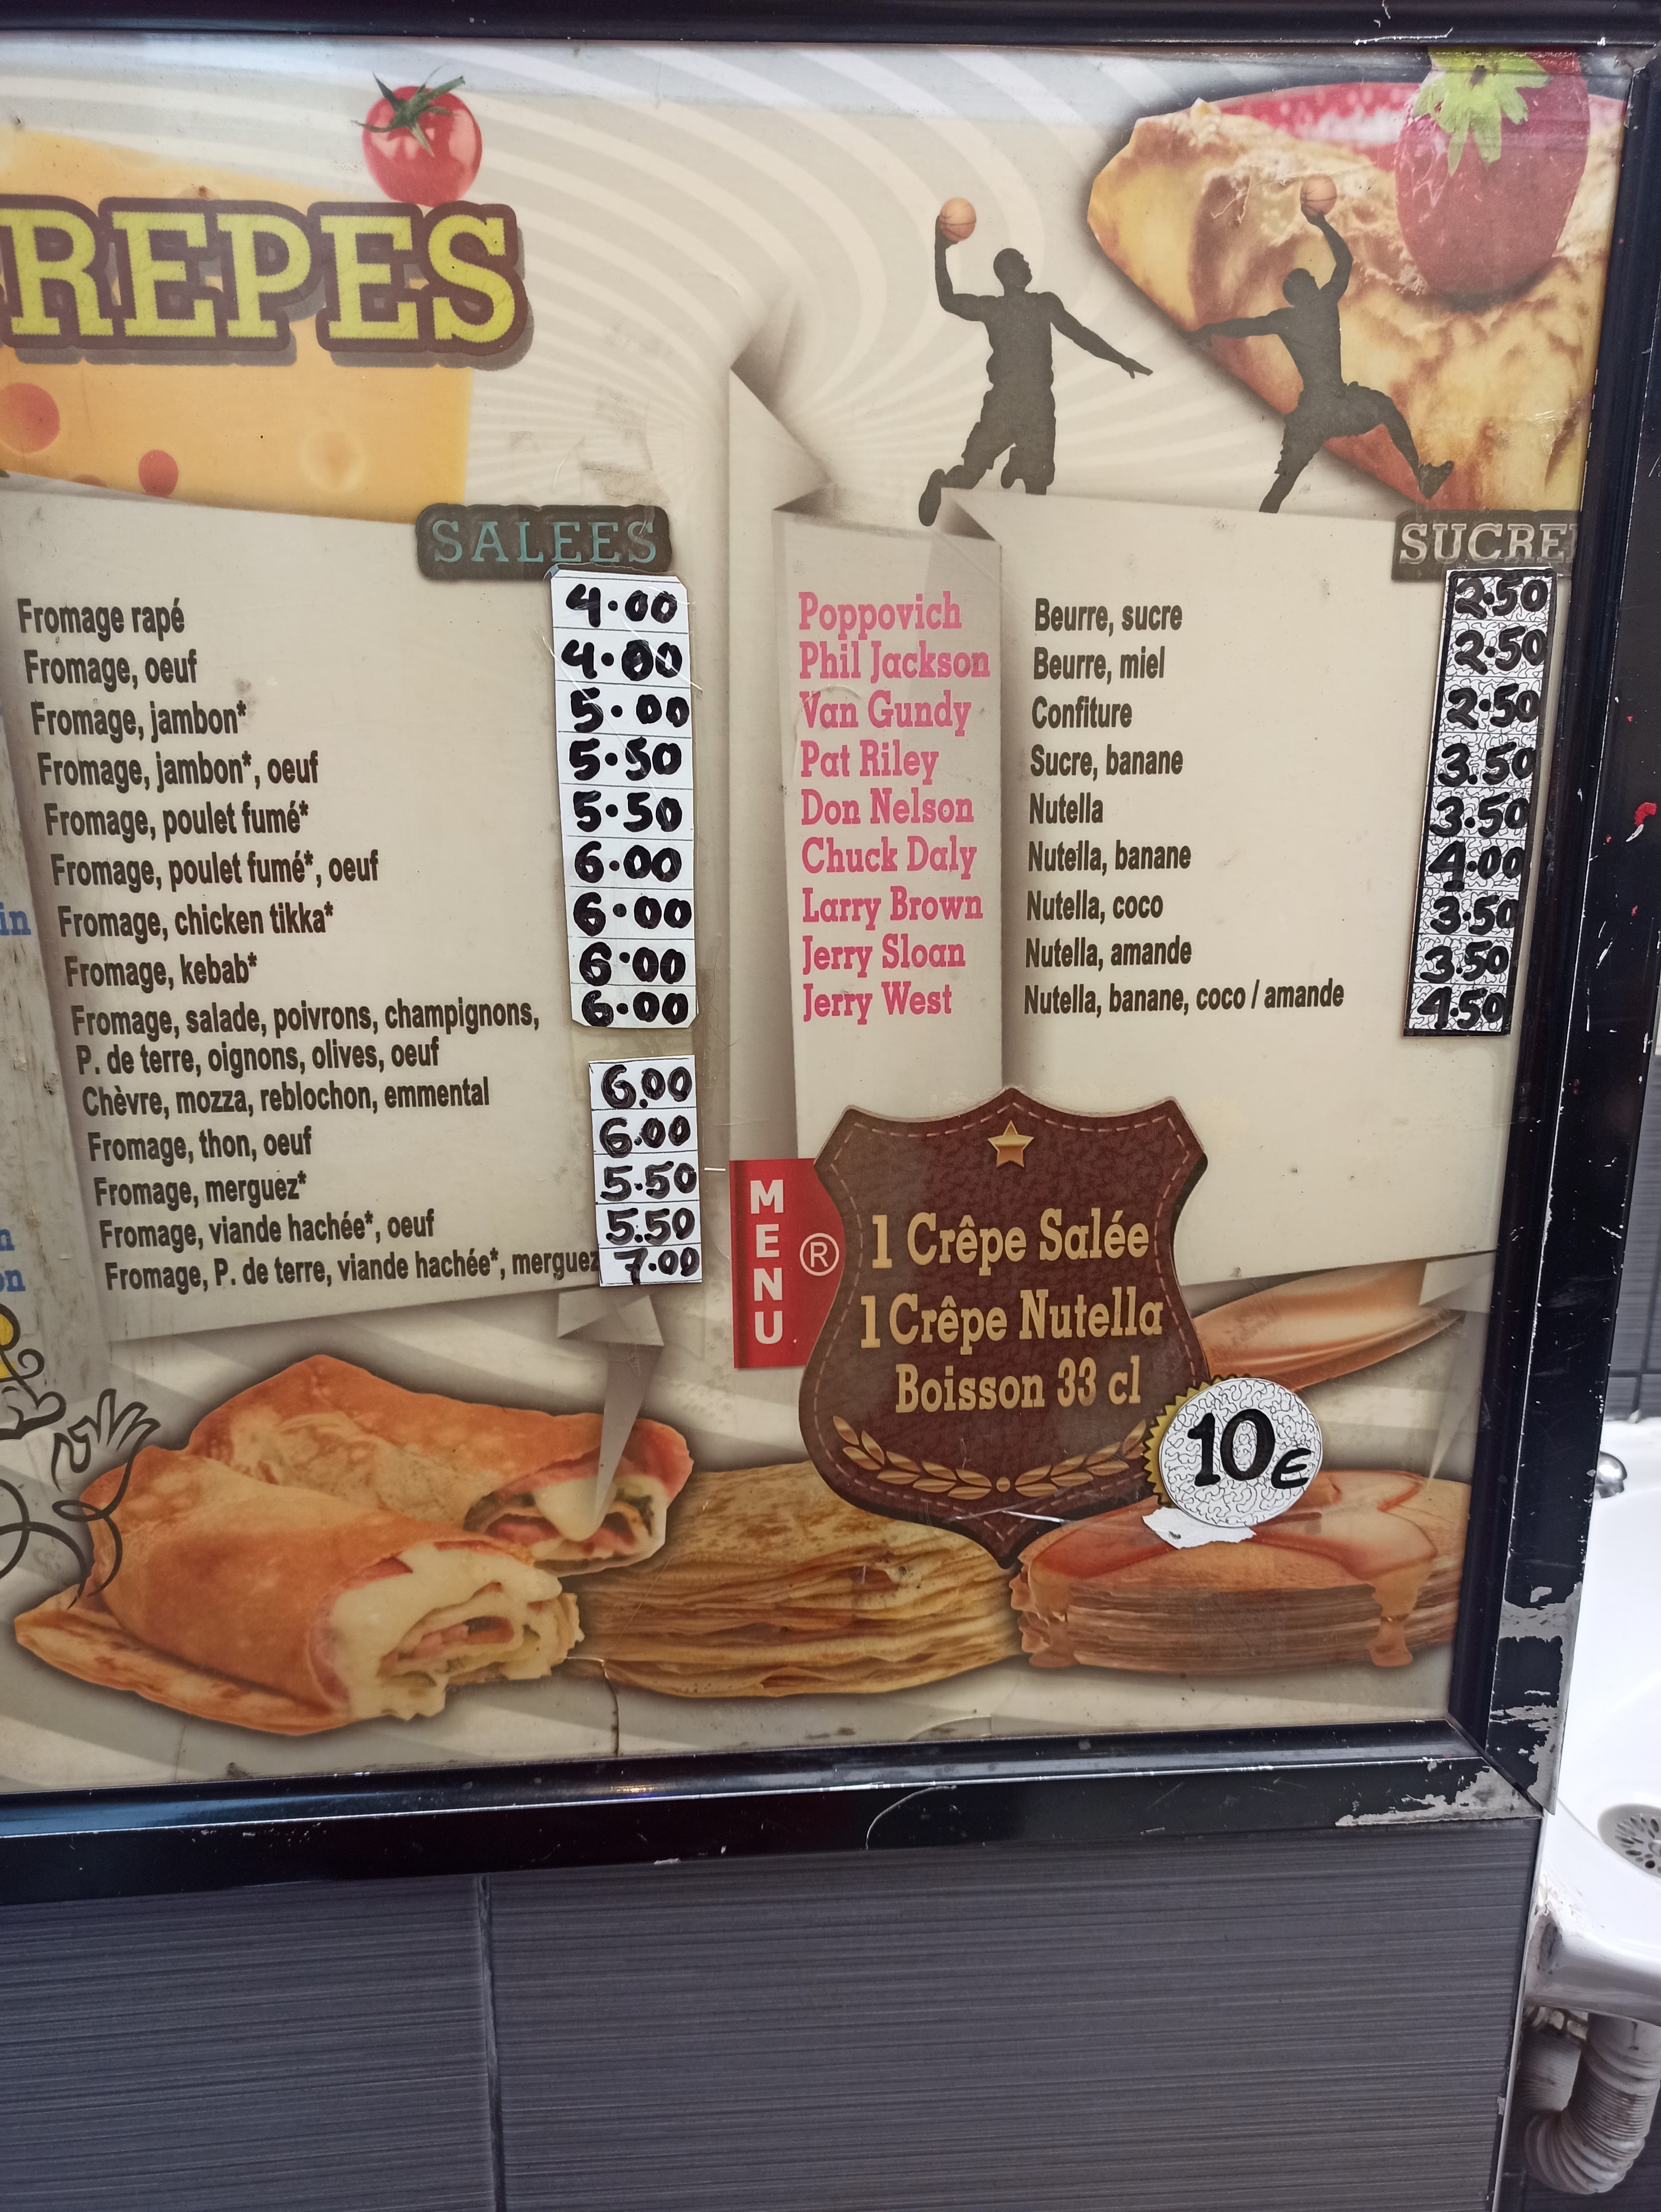 REPES
SALEES
Fromage rapé 4.00
Fromage, oeuf 4.00
Fromage, jambon* 5.00
Fromage, jambon*, oeuf 5.50
Fromage, poulet fumé* 5.50
Fromage, poulet fumé*, oeuf 6.00
in Fromage, chicken tikka* 6.00
Fromage, kebab* 6.00
Fromage, salade, poivrons, champignons, 6.00
P. de terre, oignons, olives, oeuf
Chèvre, mozza, reblochon, emmental 6.00
Fromage, thon, oeuf 6.00
Fromage, merguez* 5.50
n Fromage, viande hachée*, oeuf 5.50
on Fromage, P. de terre, viande hachée*, merguez 7.00
SUCREE
Poppovich Beurre, sucre 2.50
Phil Jackson Beurre, miel 2.50
Van Gundy Confiture 2.50
Pat Riley Sucre, banane 3.50
Don Nelson Nutella 3.50
Chuck Daly Nutella, banane 4.00
Larry Brown Nutella, coco 3.50
Jerry Sloan Nutella, amande 3.50
Jerry West Nutella, banane, coco / amande 4.50
MENU
®
1 Crêpe Salée
1 Crêpe Nutella
Boisson 33 cl
10€